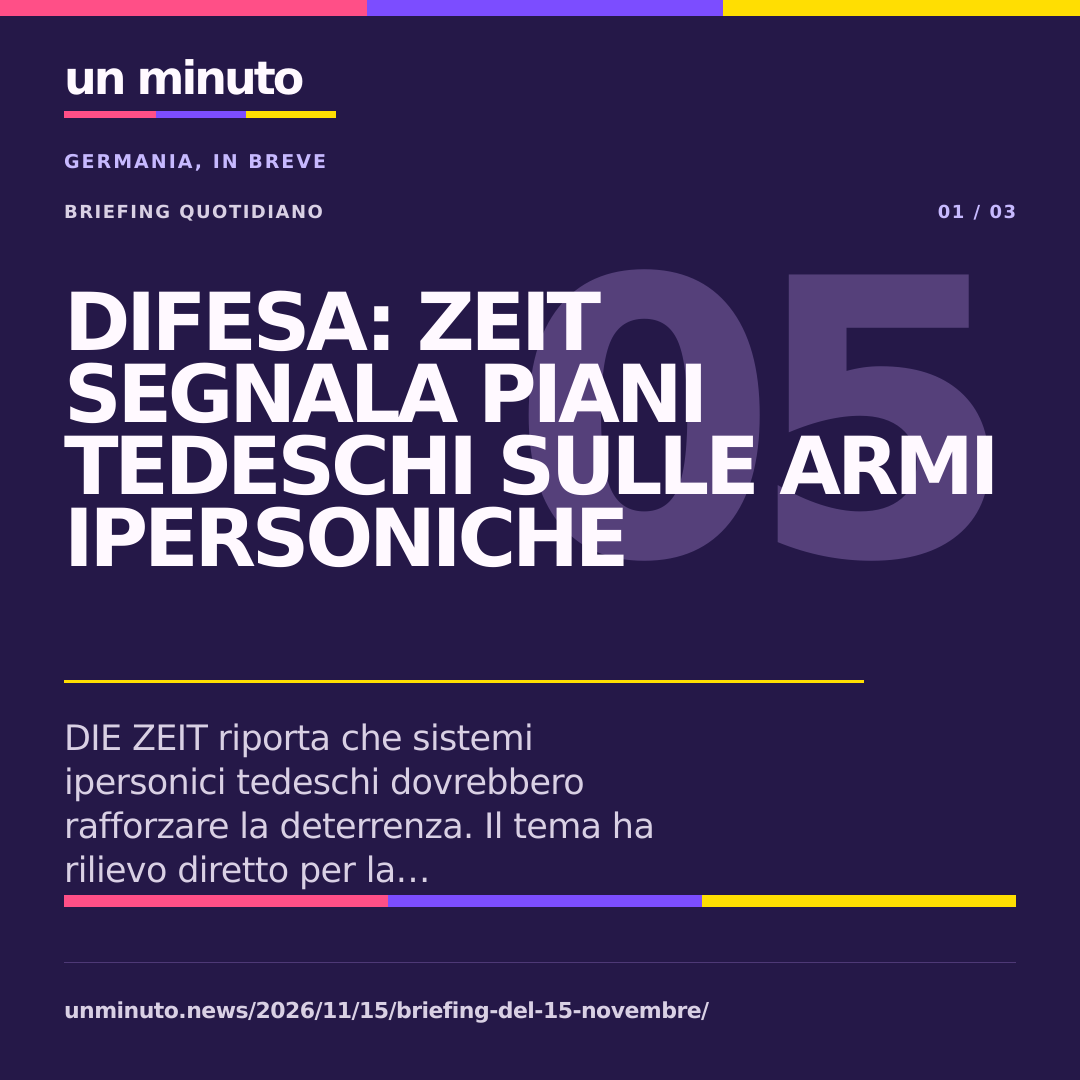 un minuto
GERMANIA, IN BREVE
BRIEFING QUOTIDIANO
01 / 03
05
DIFESA: ZEIT
SEGNALA PIANI
TEDESCHI SULLE ARMI
IPERSONICHE
DIE ZEIT riporta che sistemi
ipersonici tedeschi dovrebbero
rafforzare la deterrenza. Il tema ha
rilievo diretto per la…
unminuto.news/2026/11/15/briefing-del-15-novembre/